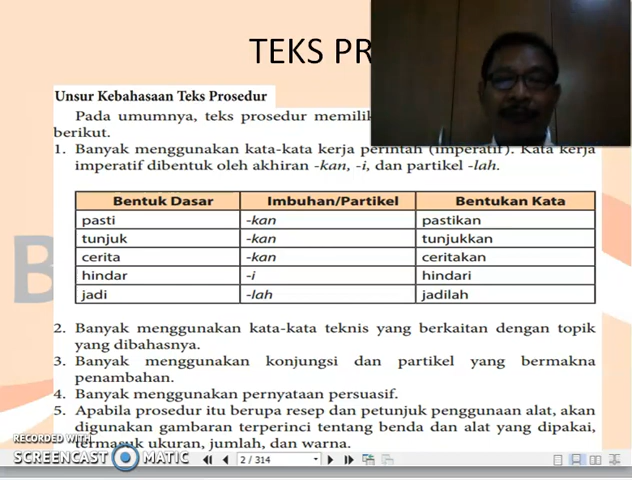 TEKS PR
Unsur Kebahasaan Teks Prosedur
Pada umumnya, teks prosedur memilik
berikut.
1. Banyak menggunakan kata-kata kerja perintah (imperatif). Kata kerja
imperatif dibentuk oleh akhiran -kan, -i, dan partikel -lah.
Bentuk Dasar Imbuhan/Partikel Bentukan Kata
pasti -kan pastikan
tunjuk -kan tunjukkan
cerita -kan ceritakan
hindar -i hindari
jadi -lah jadilah
2. Banyak menggunakan kata-kata teknis yang berkaitan dengan topik
yang dibahasnya.
3. Banyak menggunakan konjungsi dan partikel yang bermakna
penambahan.
4. Banyak menggunakan pernyataan persuasif.
5. Apabila prosedur itu berupa resep dan petunjuk penggunaan alat, akan
digunakan gambaran terperinci tentang benda dan alat yang dipakai,
termasuk ukuran, jumlah, dan warna.
RECORDED WITH
SCREENCAST MATIC
2 / 314